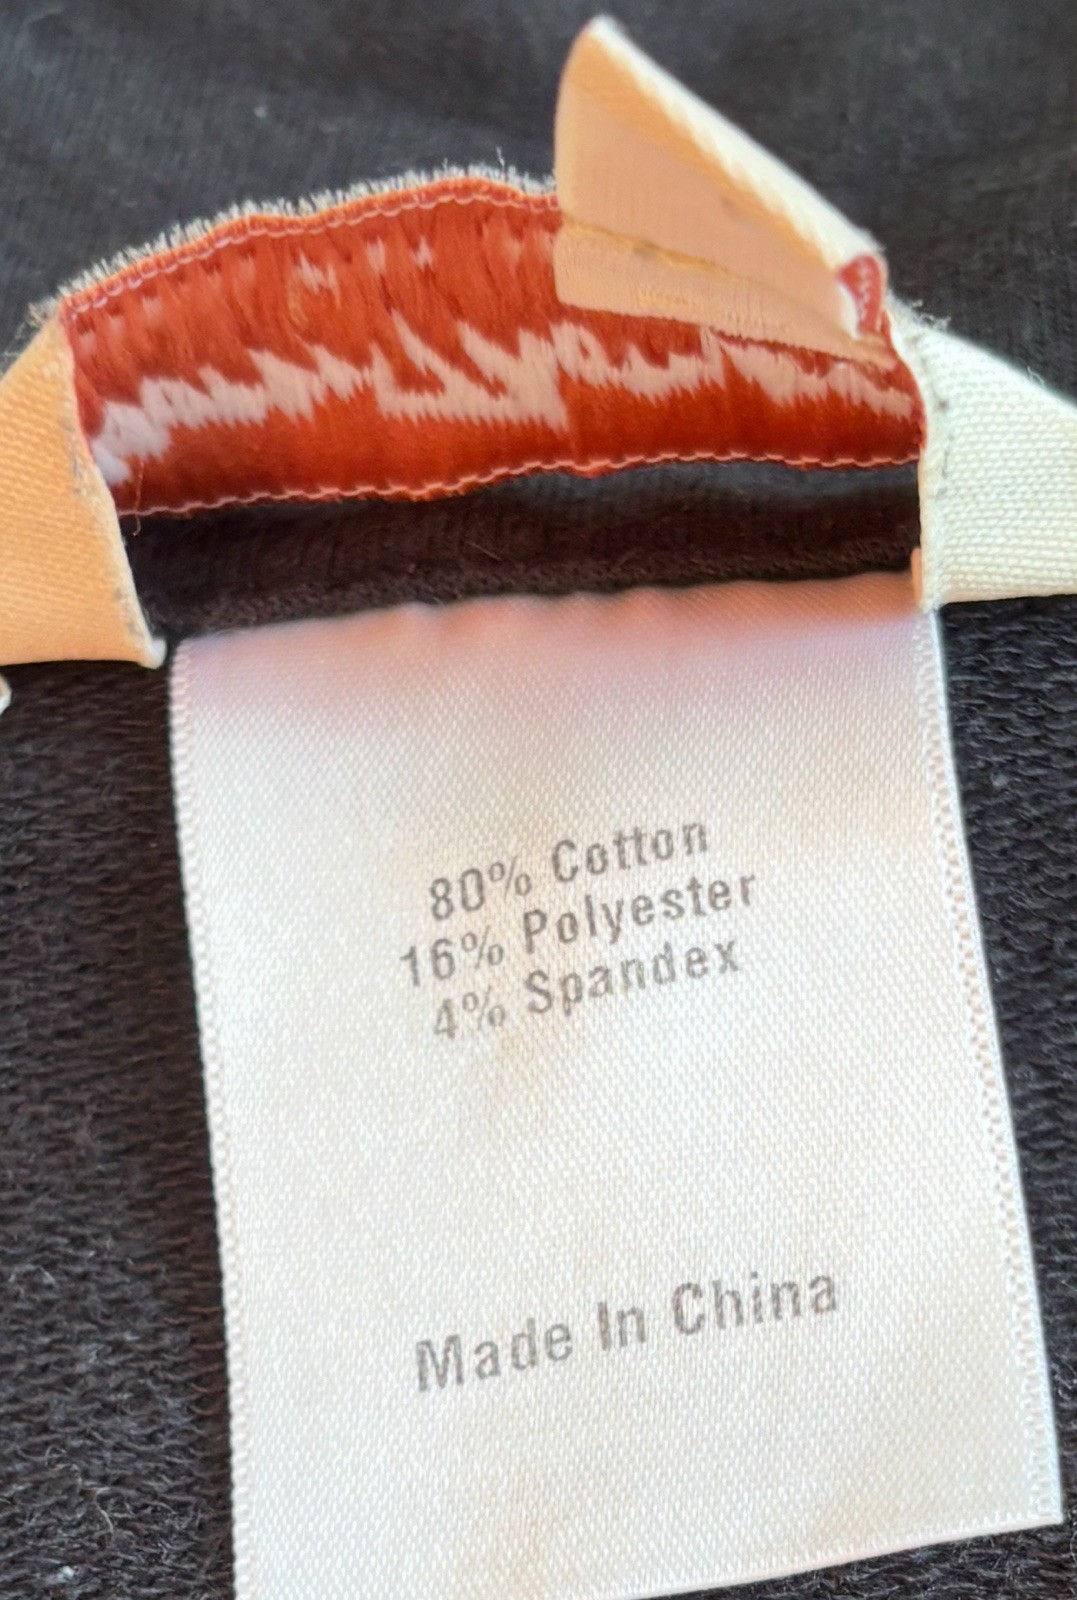 80% Cotton
16% Polyester
4% Spandex
Made In China